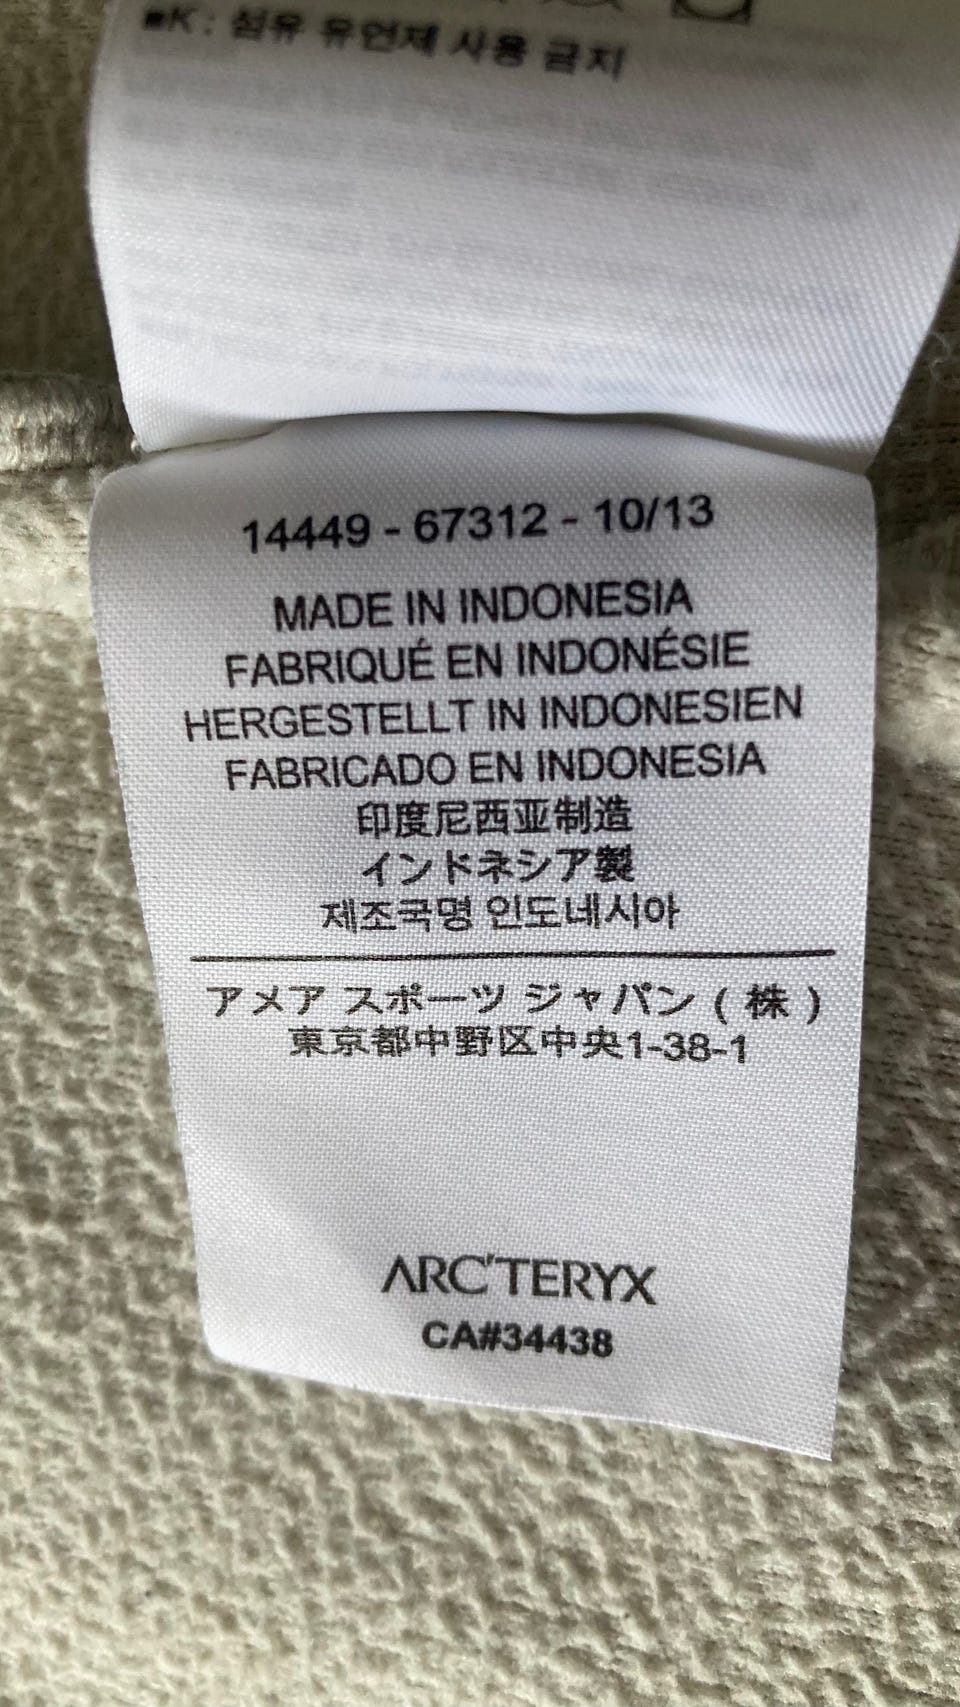 K : 섬유 유연제 사용 금지
14449 - 67312 - 10/13
MADE IN INDONESIA
FABRIQUÉ EN INDONÉSIE
HERGESTELLT IN INDONESIEN
FABRICADO EN INDONESIA
印度尼西亚制造
インドネシア製
제조국명 인도네시아
アメア スポーツ ジャパン ( 株 )
東京都中野区中央1-38-1
ARC'TERYX
CA#34438